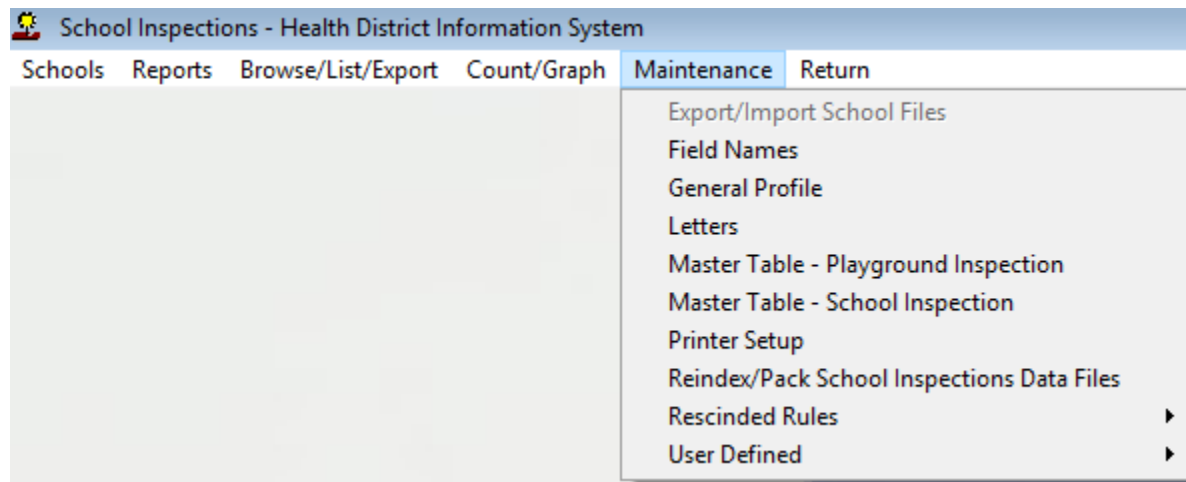 School Inspections - Health District Information System
Schools Reports Browse/List/Export Count/Graph Maintenance Return
Export/Import School Files
Field Names
General Profile
Letters
Master Table - Playground Inspection
Master Table - School Inspection
Printer Setup
Reindex/Pack School Inspections Data Files
Rescinded Rules
User Defined